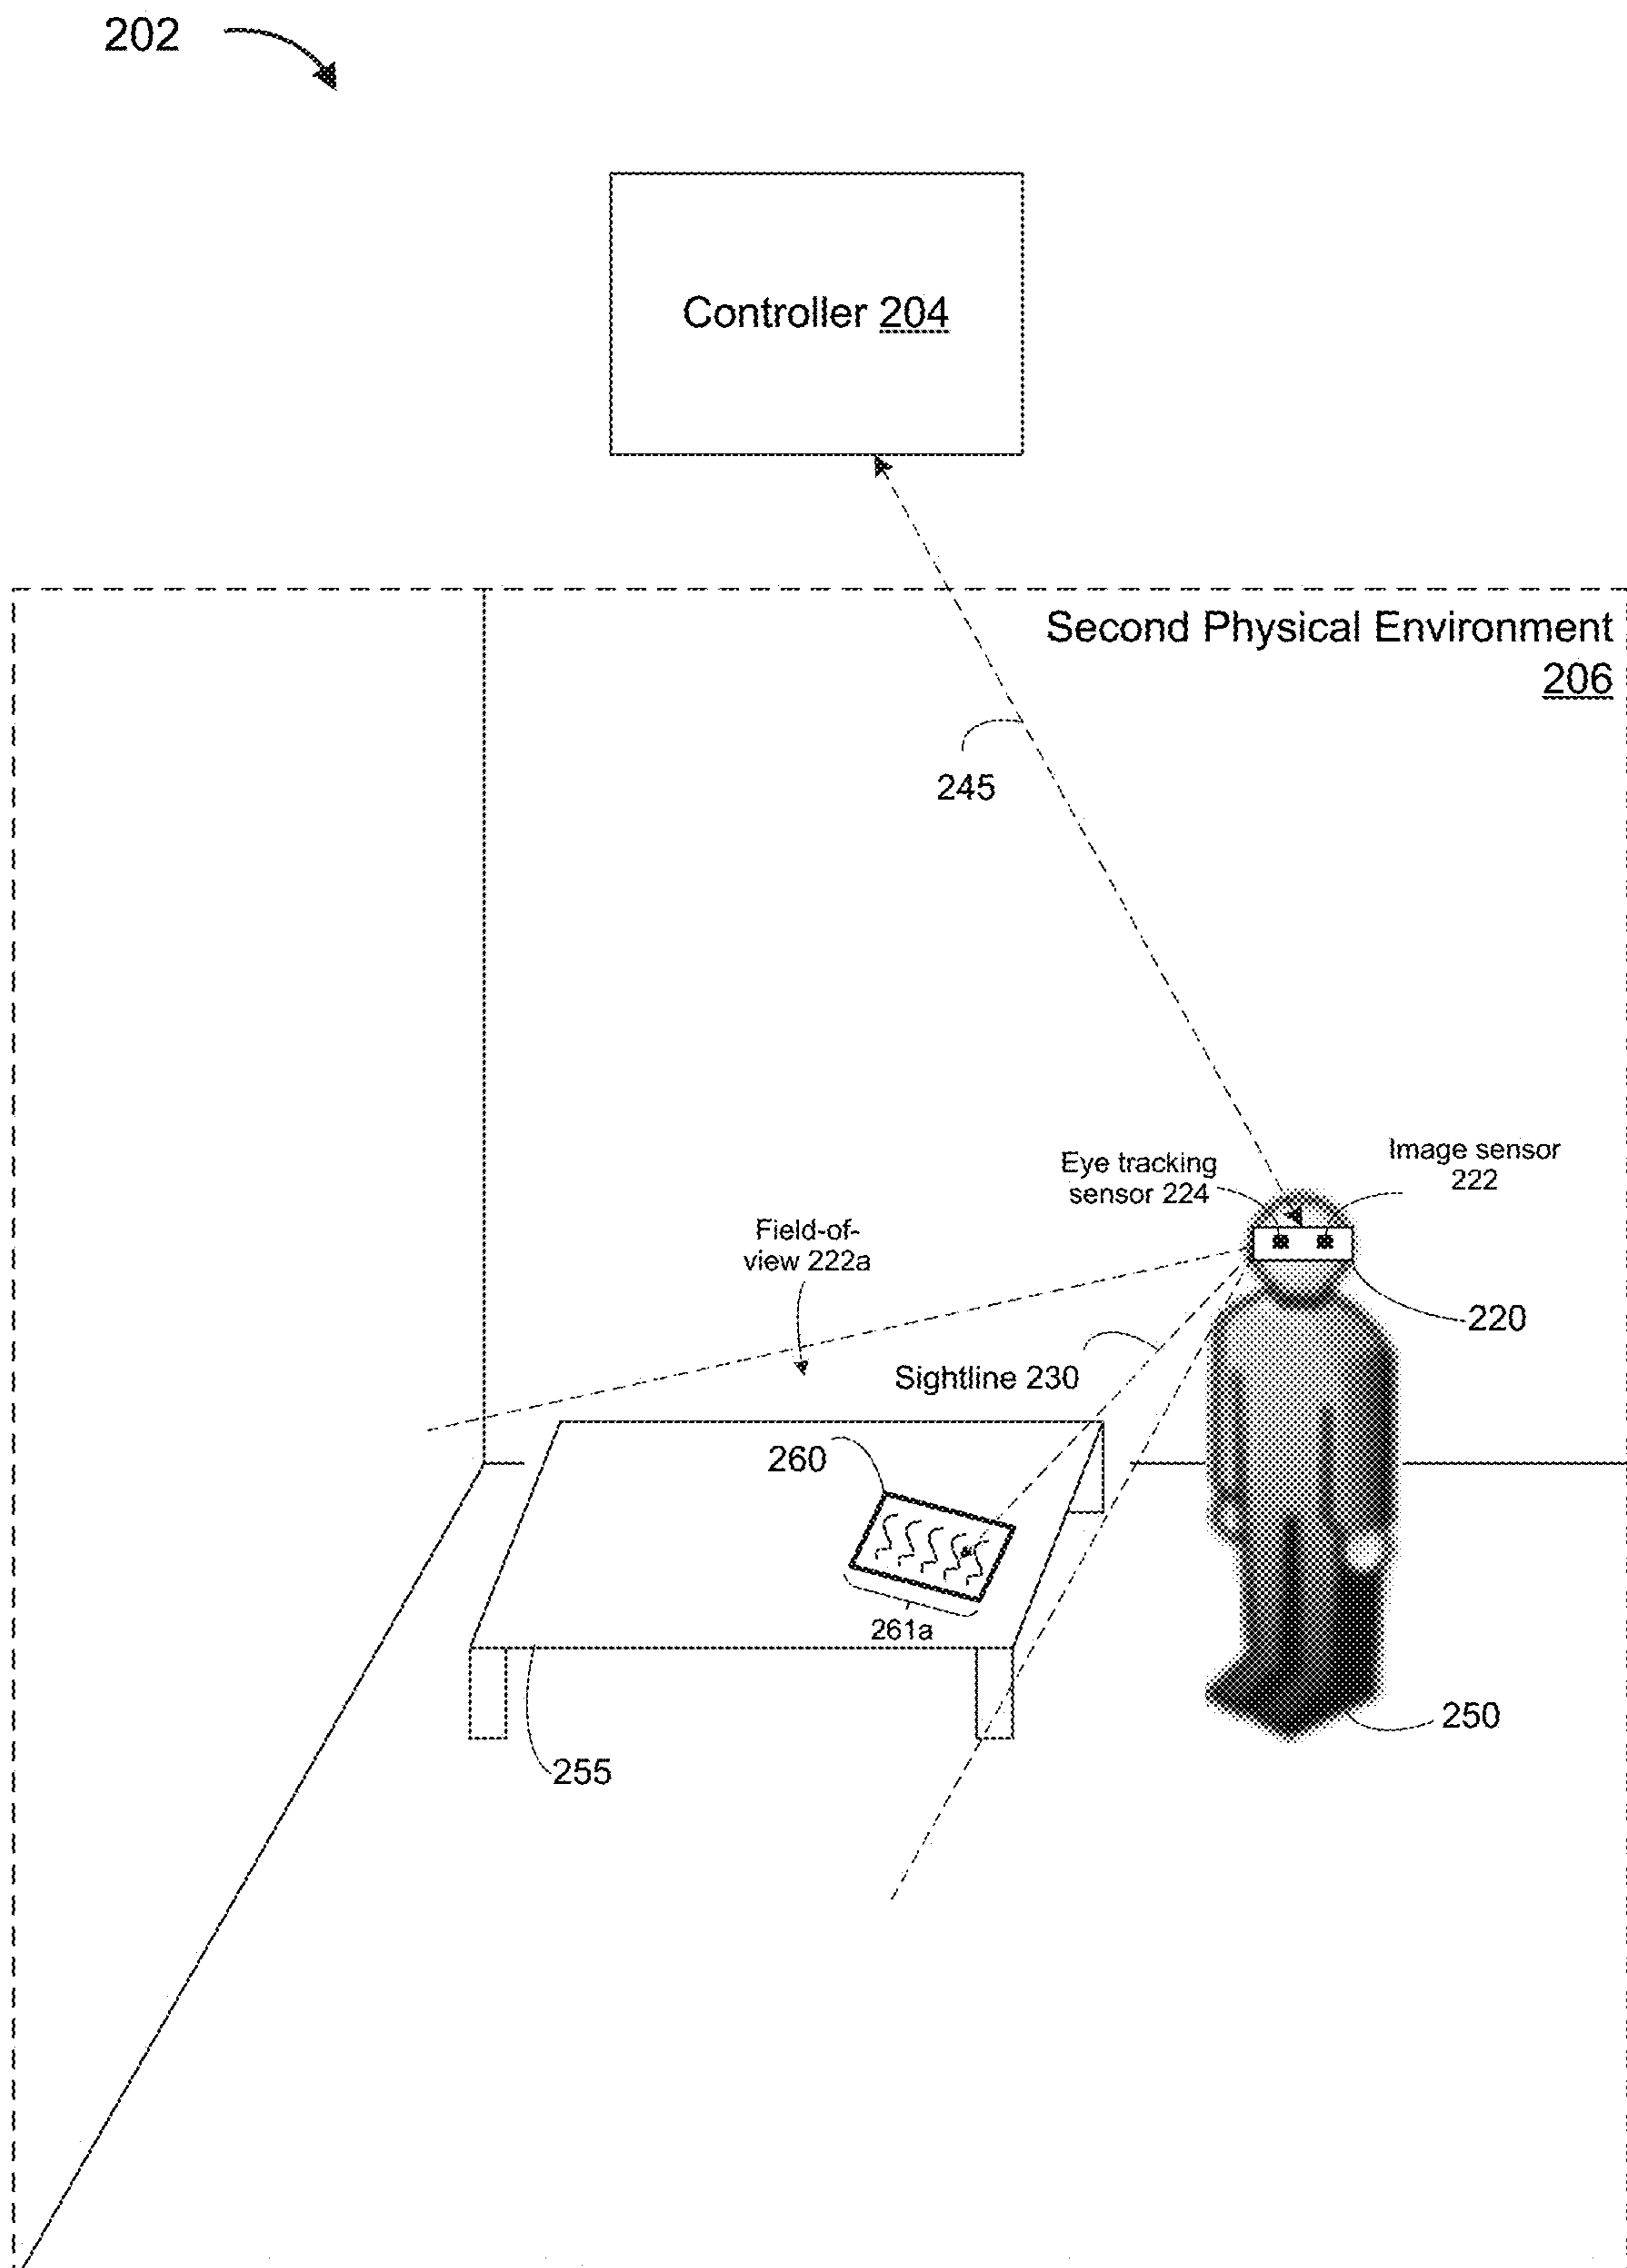 202
Controller 204
Second Physical Environment
206
245
Eye tracking
sensor 224
Image sensor
222
Field-of-
view 222a
220
Sightline 230
260
261a
250
255